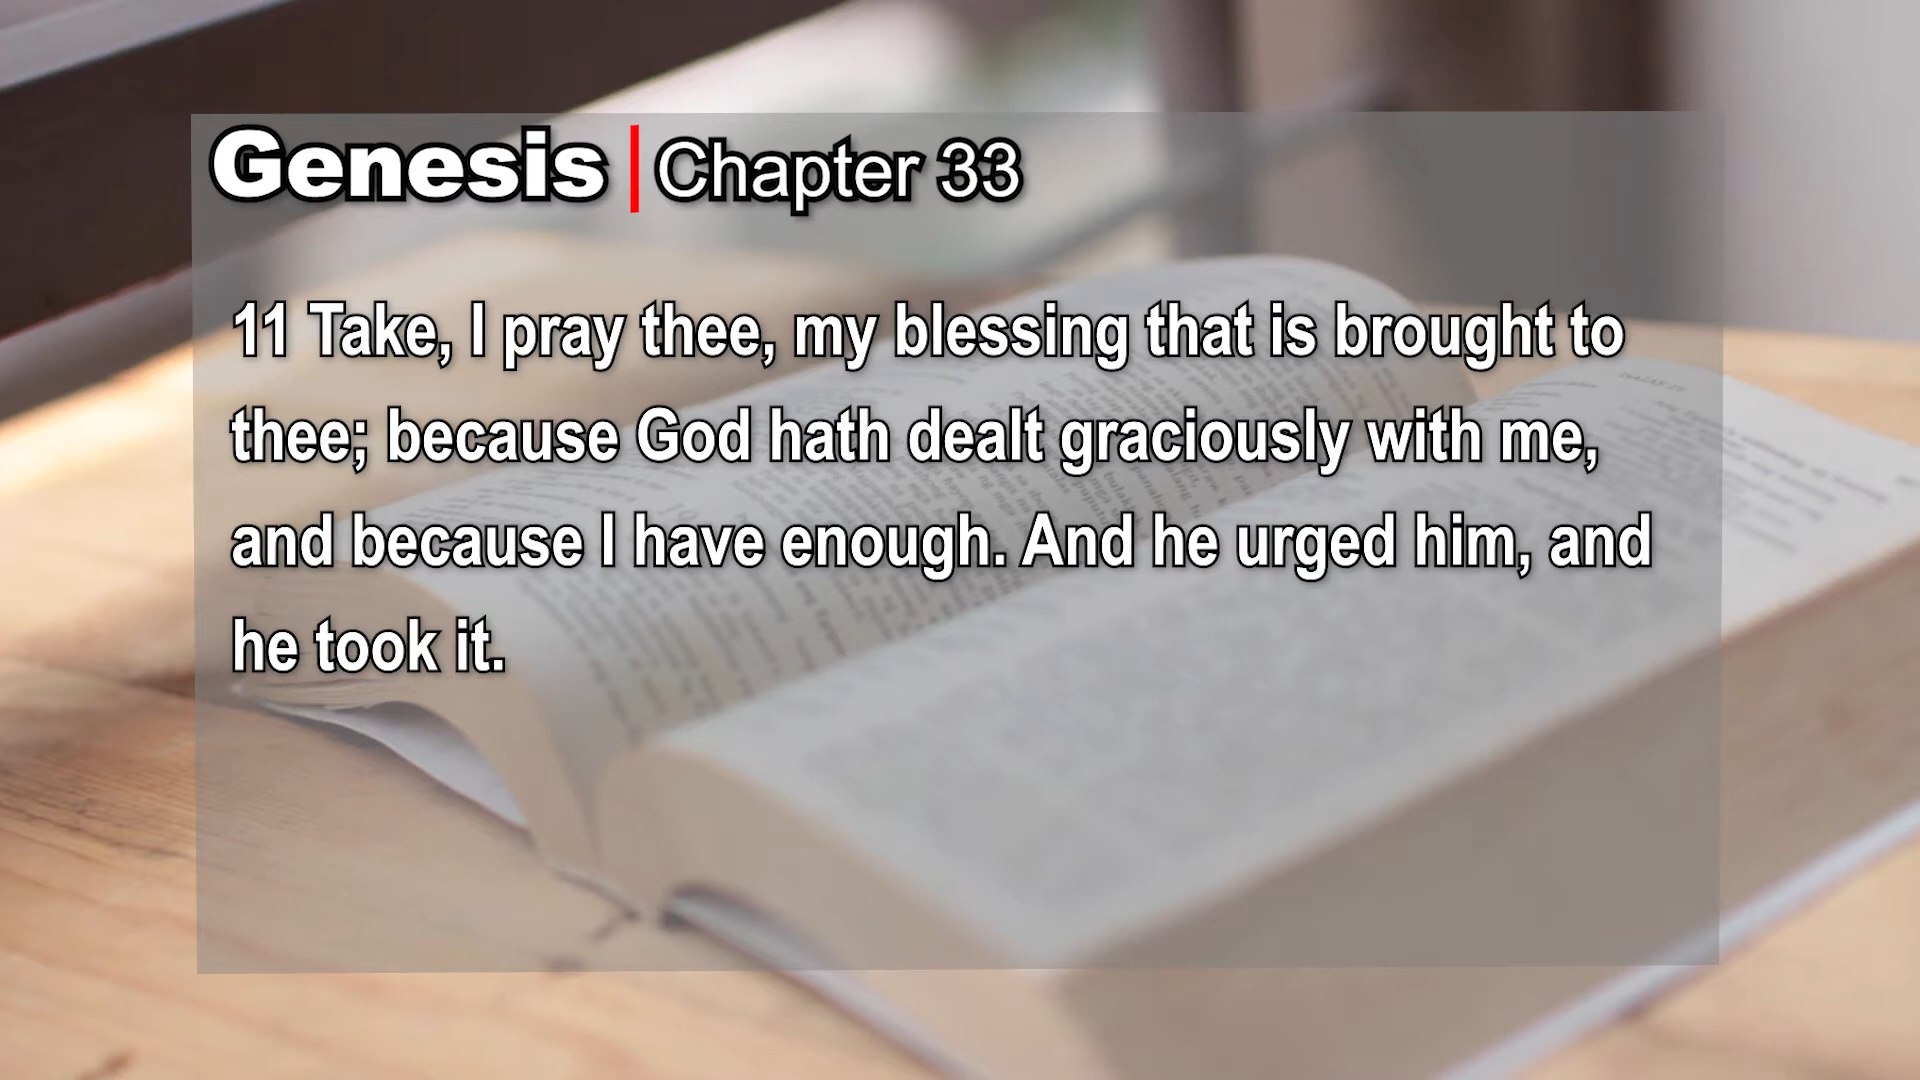 Genesis | Chapter 33
11 Take, I pray thee, my blessing that is brought to
thee; because God hath dealt graciously with me,
and because I have enough. And he urged him, and
he took it.